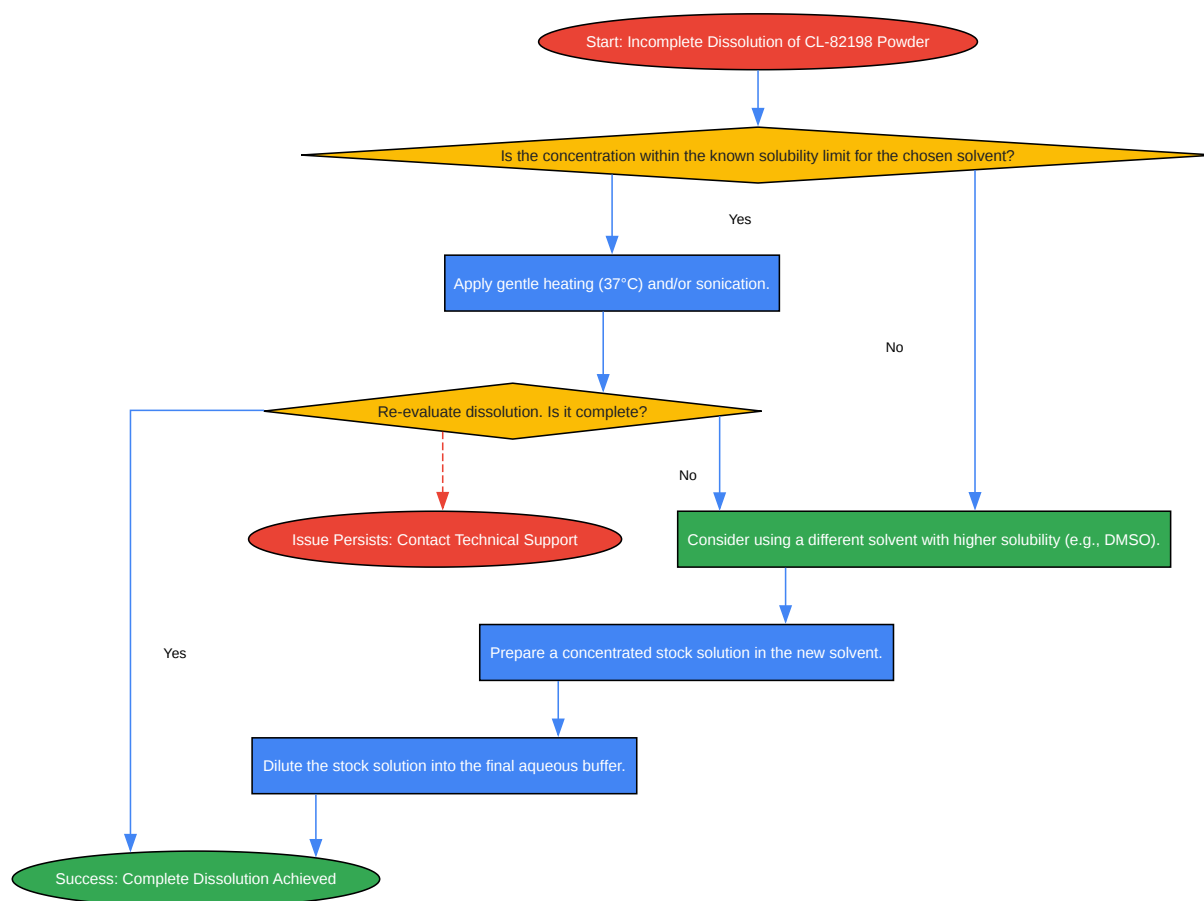 Start: Incomplete Dissolution of CL-82198 Powder
Is the concentration within the known solubility limit for the chosen solvent?
Yes
Apply gentle heating (37°C) and/or sonication.
No
Re-evaluate dissolution. Is it complete?
No
Issue Persists: Contact Technical Support
Consider using a different solvent with higher solubility (e.g., DMSO).
Yes
Prepare a concentrated stock solution in the new solvent.
Dilute the stock solution into the final aqueous buffer.
Success: Complete Dissolution Achieved